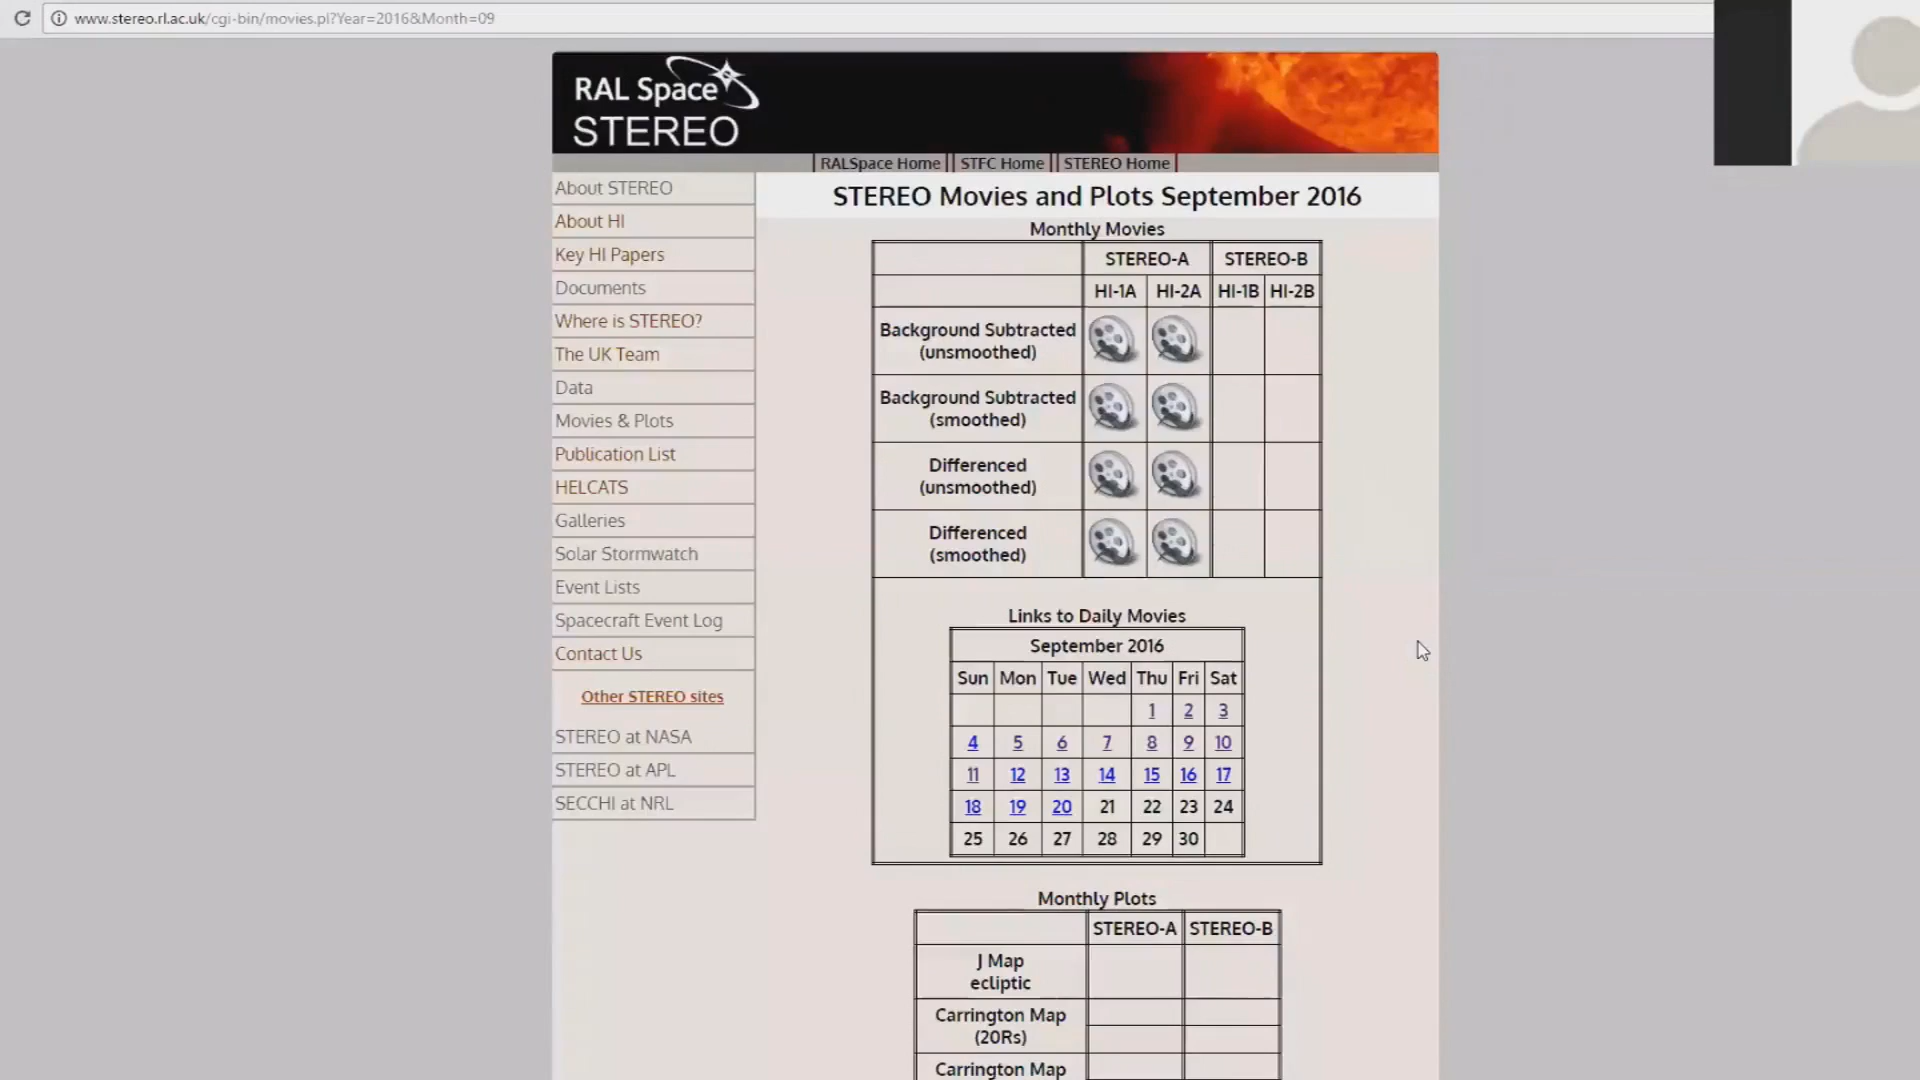 www.stereo.rl.ac.uk/cgi-bin/movies.pl?Year=2016&Month=09
RAL Space
STEREO
RALSpace Home STFC Home STEREO Home
About STEREO
About HI
Key HI Papers
Documents
Where is STEREO?
The UK Team
Data
Movies & Plots
Publication List
HELCATS
Galleries
Solar Stormwatch
Event Lists
Spacecraft Event Log
Contact Us
Other STEREO sites
STEREO at NASA
STEREO at APL
SECCHI at NRL
STEREO Movies and Plots September 2016
Monthly Movies
STEREO-A STEREO-B
HI-1A HI-2A HI-1B HI-2B
Background Subtracted
(unsmoothed)
Background Subtracted
(smoothed)
Differenced
(unsmoothed)
Differenced
(smoothed)
Links to Daily Movies
September 2016
Sun Mon Tue Wed Thu Fri Sat
1 2 3
4 5 6 7 8 9 10
11 12 13 14 15 16 17
18 19 20 21 22 23 24
25 26 27 28 29 30
Monthly Plots
STEREO-A STEREO-B
J Map
ecliptic
Carrington Map
(20Rs)
Carrington Map